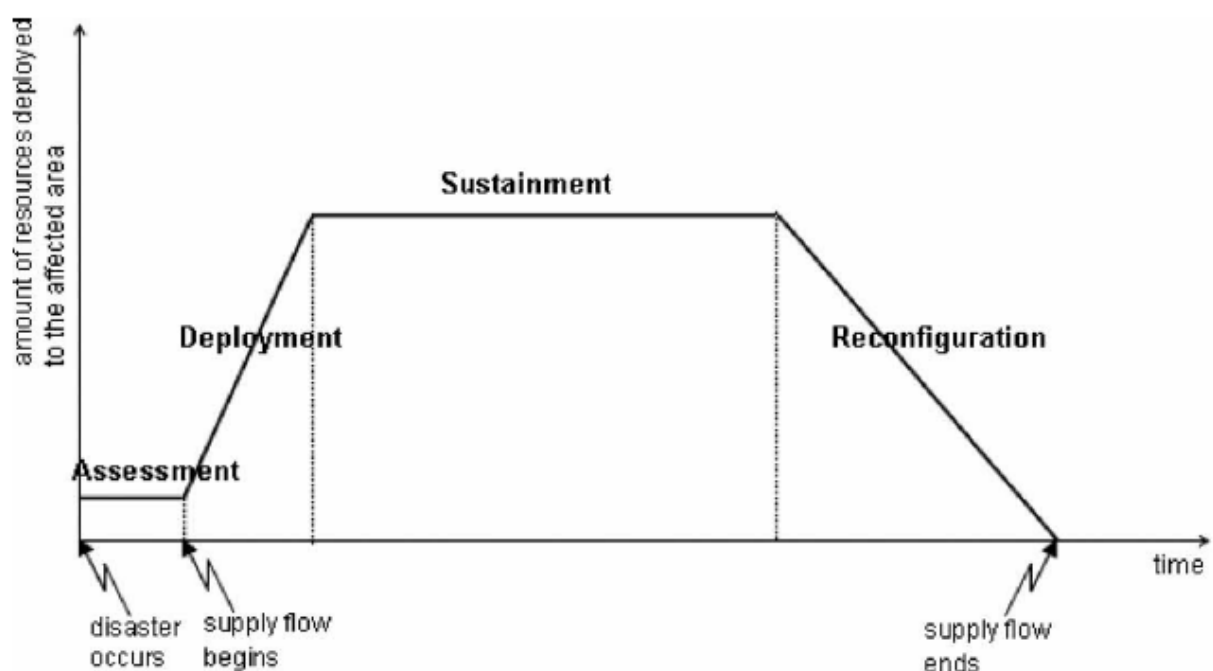 amount of resources deployed
to the affected area
Sustainment
Deployment
Reconfiguration
Assessment
time
disaster
occurs
supply flow
begins
supply flow
ends